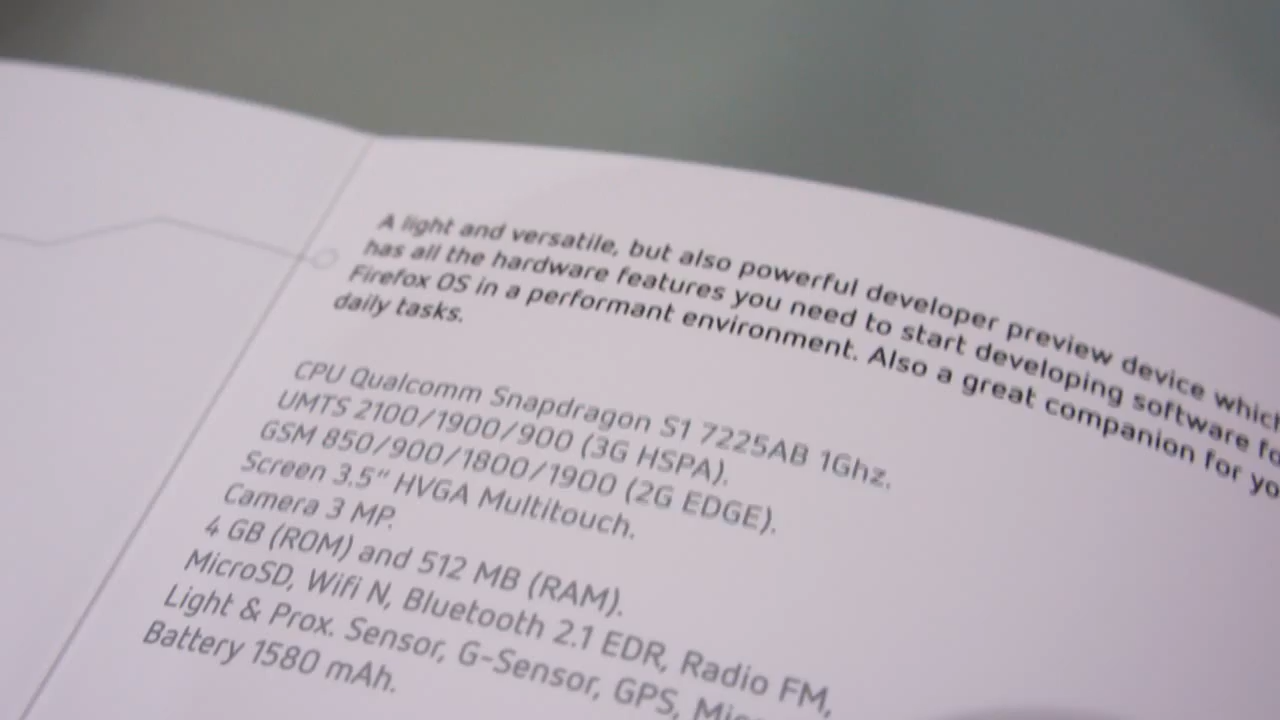 A light and versatile, but also powerful developer preview device which
has all the hardware features you need to start developing software
Firefox OS in a performant environment. Also a great companion for
daily tasks.
CPU Qualcomm Snapdragon S1 7225AB 1Ghz.
UMTS 2100/1900/900 (3G HSPA).
GSM 850/900/1800/1900 (2G EDGE).
Screen 3.5" HVGA Multitouch.
Camera 3 MP.
4 GB (ROM) and 512 MB (RAM).
MicroSD, Wifi N, Bluetooth 2.1 EDR, Radio FM,
Light & Prox. Sensor, G-Sensor, GPS,
Battery 1580 mAh.